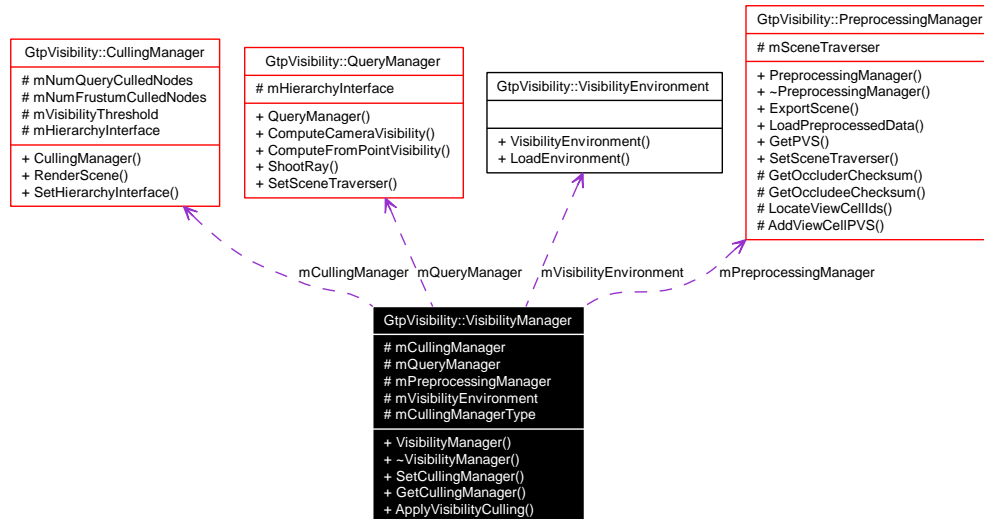 GtpVisibility::CullingManager
# mNumQueryCulledNodes
# mNumFrustumCulledNodes
# mVisibilityThreshold
# mHierarchyInterface
+ CullingManager()
+ RenderScene()
+ SetHierarchyInterface()
GtpVisibility::QueryManager
# mHierarchyInterface
+ QueryManager()
+ ComputeCameraVisibility()
+ ComputeFromPointVisibility()
+ ShootRay()
+ SetSceneTraverser()
GtpVisibility::VisibilityEnvironment
+ VisibilityEnvironment()
+ LoadEnvironment()
GtpVisibility::PreprocessingManager
# mSceneTraverser
+ PreprocessingManager()
+ ~PreprocessingManager()
+ ExportScene()
+ LoadPreprocessedData()
+ GetPVS()
+ SetSceneTraverser()
# GetOccluderChecksum()
# GetOccludeeChecksum()
# LocateViewCellIds()
# AddViewCellPVS()
mCullingManager
mQueryManager
mVisibilityEnvironment
mPreprocessingManager
GtpVisibility::VisibilityManager
# mCullingManager
# mQueryManager
# mPreprocessingManager
# mVisibilityEnvironment
# mCullingManagerType
+ VisibilityManager()
+ ~VisibilityManager()
+ SetCullingManager()
+ GetCullingManager()
+ ApplyVisibilityCulling()